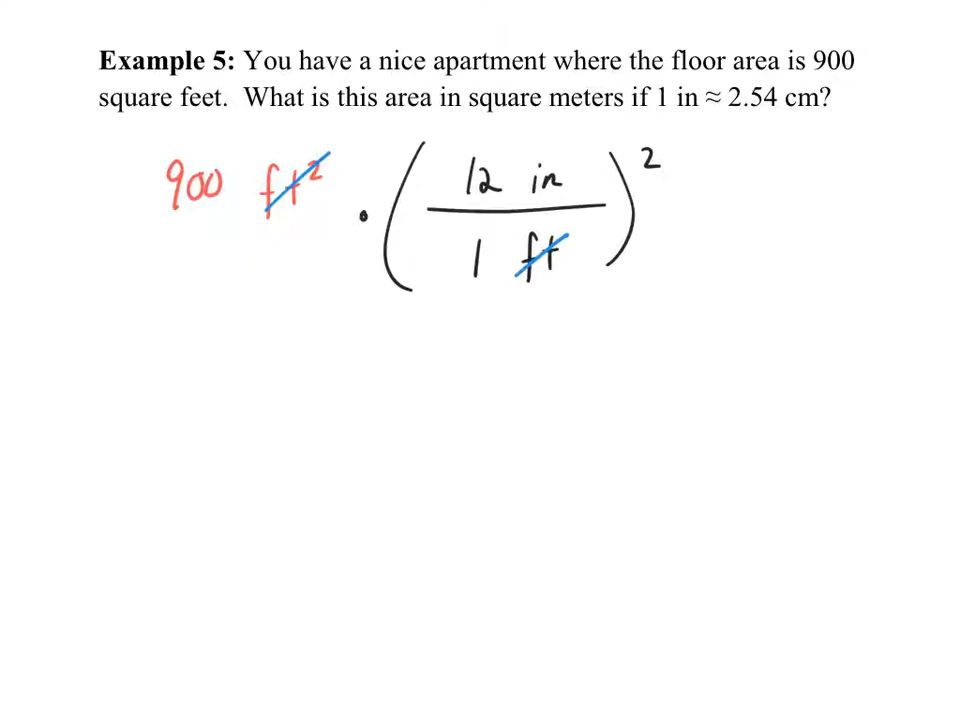 Example 5: You have a nice apartment where the floor area is 900
square feet. What is this area in square meters if 1 in ≈ 2.54 cm?
900 ft² · (12 in / 1 ft)²